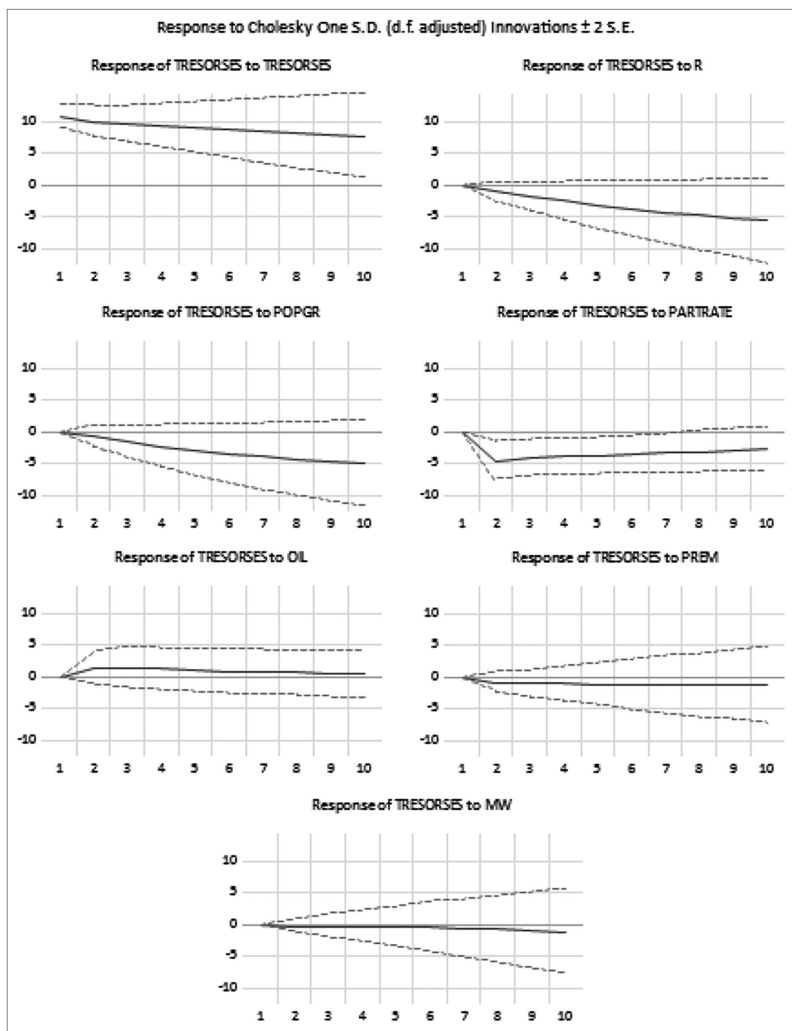 Response to Cholesky One S.D. (d.f. adjusted) Innovations ± 2 S.E.
Response of TRESORSES to TRESORSES
10
5
0
-5
-10
1 2 3 4 5 6 7 8 9 10
Response of TRESORSES to R
10
5
0
-5
-10
1 2 3 4 5 6 7 8 9 10
Response of TRESORSES to POPGR
10
5
0
-5
-10
1 2 3 4 5 6 7 8 9 10
Response of TRESORSES to PARTRATE
10
5
0
-5
-10
1 2 3 4 5 6 7 8 9 10
Response of TRESORSES to OIL
10
5
0
-5
-10
1 2 3 4 5 6 7 8 9 10
Response of TRESORSES to PREM
10
5
0
-5
-10
1 2 3 4 5 6 7 8 9 10
Response of TRESORSES to MW
10
5
0
-5
-10
1 2 3 4 5 6 7 8 9 10